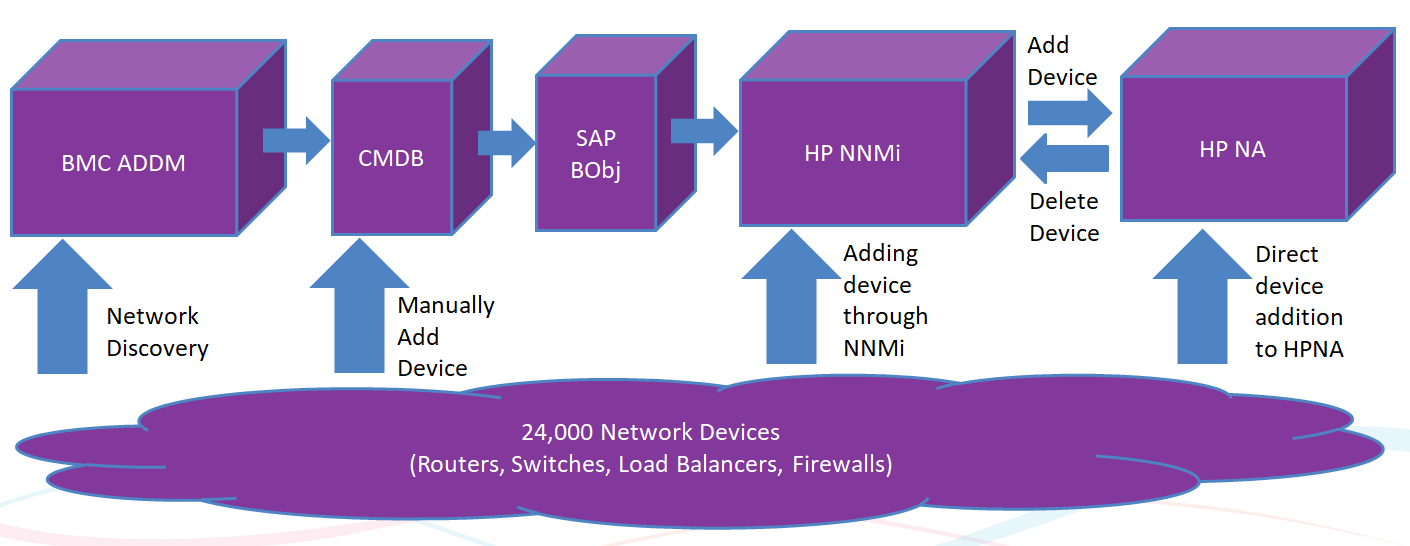 BMC ADDM
CMDB
SAP
BObj
HP NNMi
Add
Device
Delete
Device
HP NA
Network
Discovery
Manually
Add
Device
Adding
device
through
NNMi
Direct
device
addition
to HPNA
24,000 Network Devices
(Routers, Switches, Load Balancers, Firewalls)